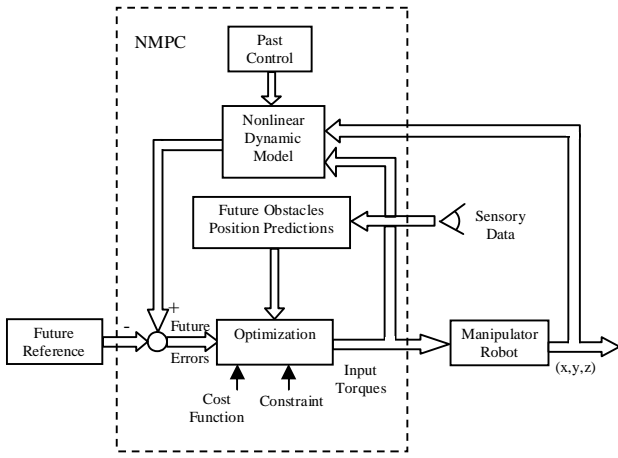 NMPC
Past
Control
Nonlinear
Dynamic
Model
Future Obstacles
Position Predictions
Sensory
Data
+
-
Future
Reference
Future
Errors
Optimization
Input
Torques
Manipulator
Robot
(x,y,z)
Cost
Function
Constraint